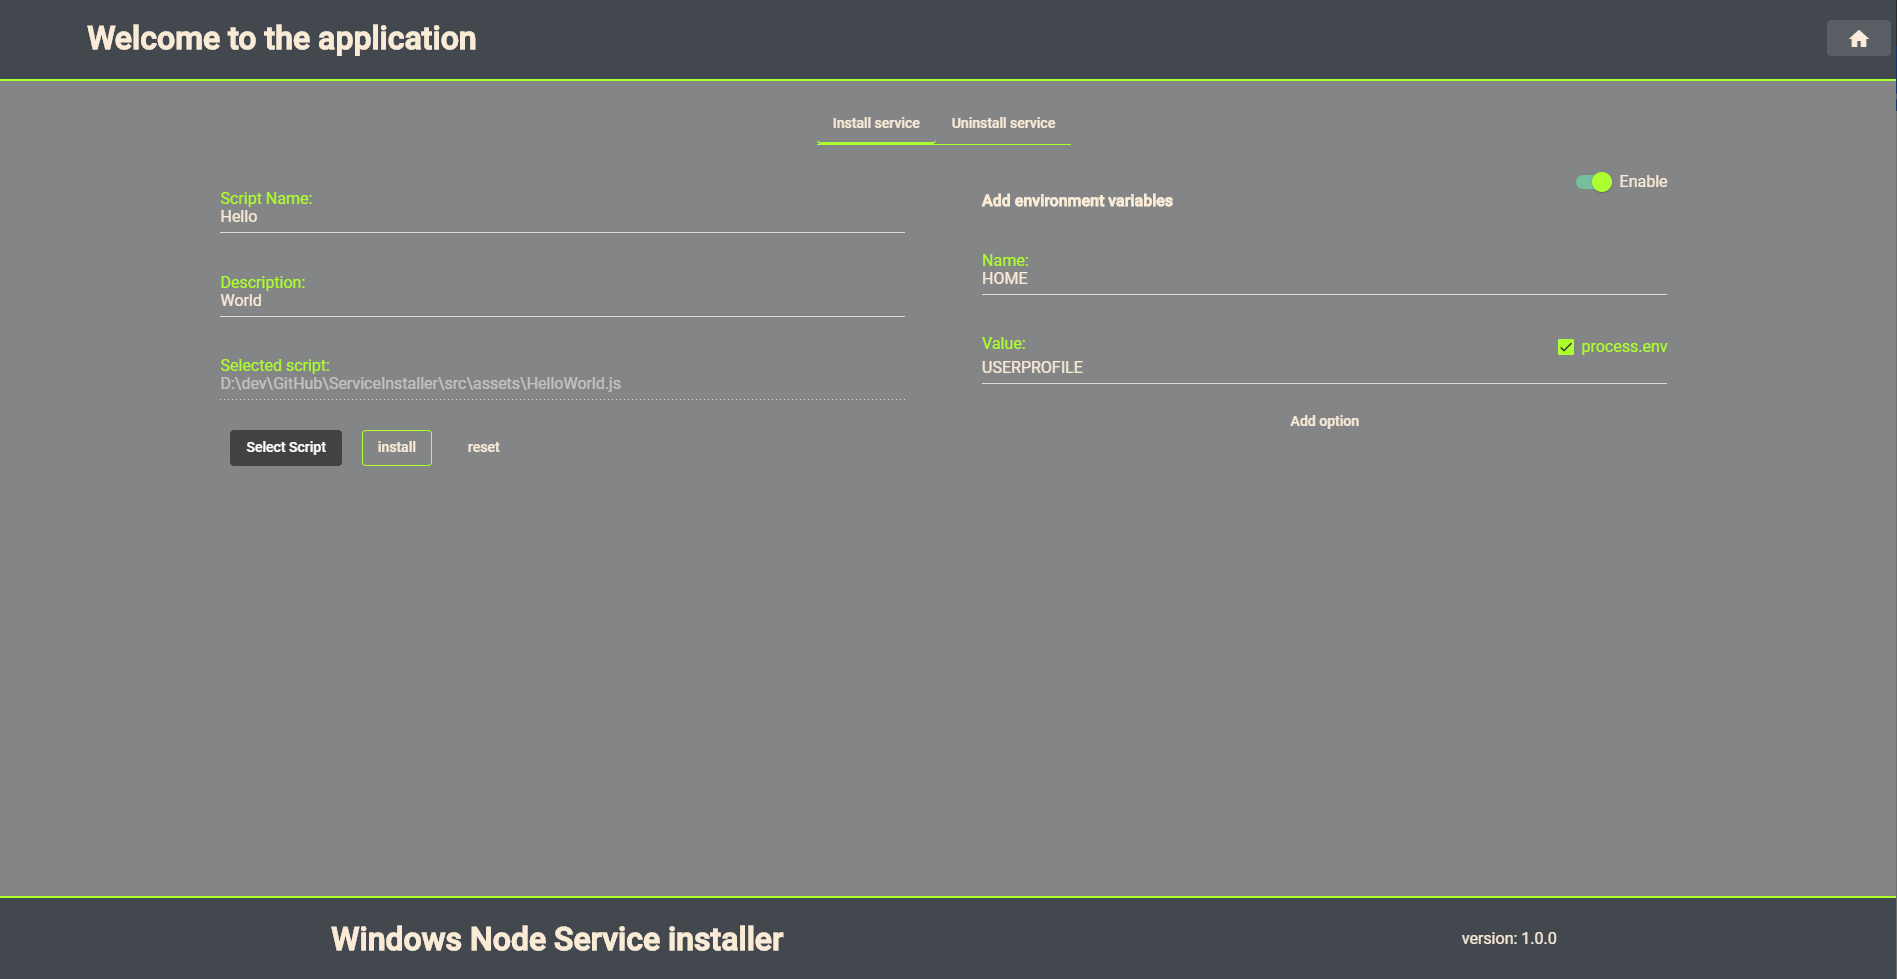 Welcome to the application
Install service
Uninstall service
Script Name:
Hello
Description:
World
Selected script:
D:\dev\GitHub\ServiceInstaller\src\assets\HelloWorld.js
Select Script
install
reset
Enable
Add environment variables
Name:
HOME
Value:
process.env
USERPROFILE
Add option
Windows Node Service installer
version: 1.0.0